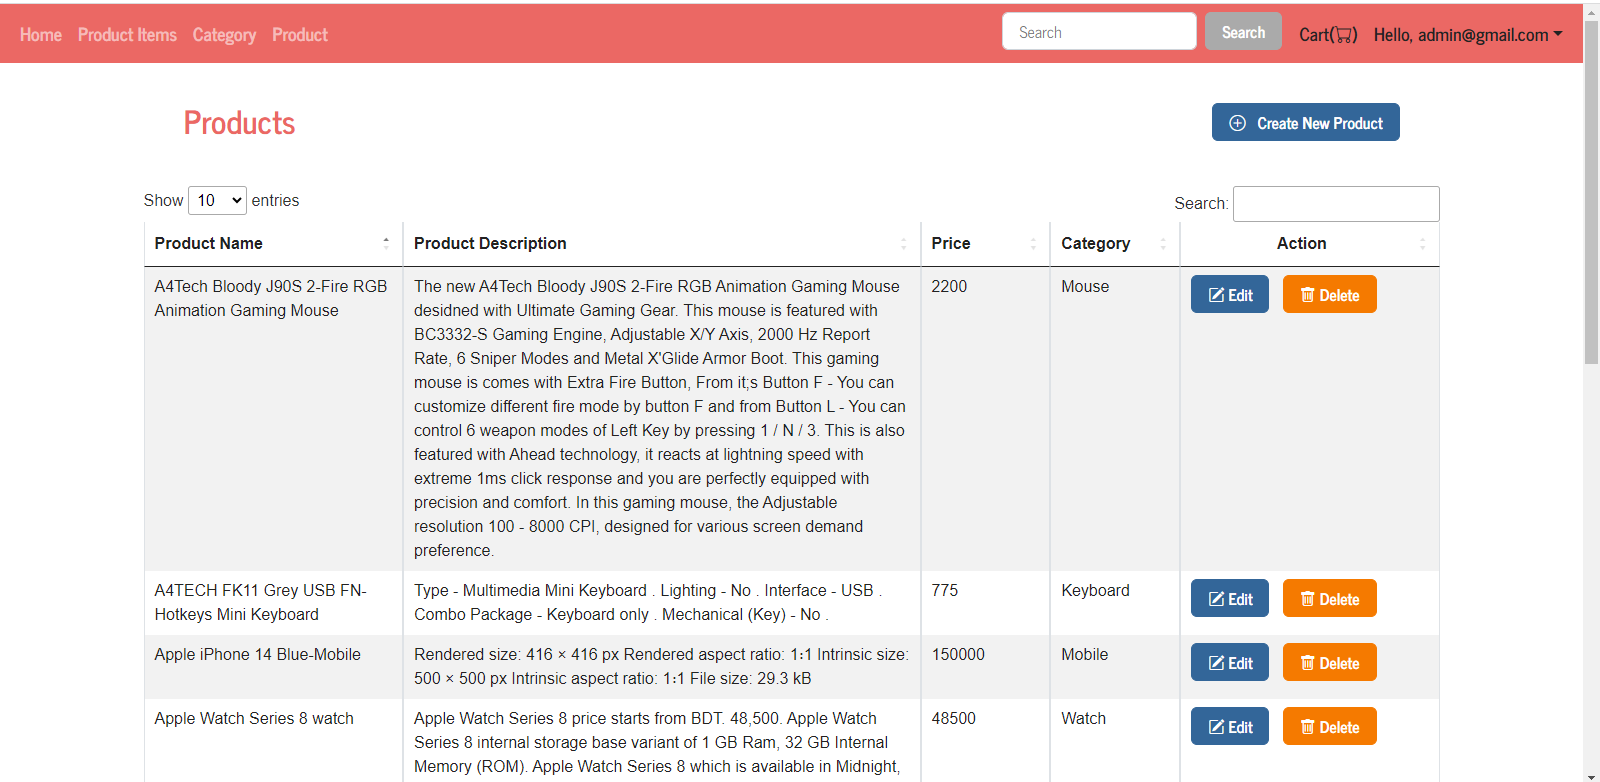 Home Product Items Category Product Search Search Cart( ) Hello, admin@gmail.com
Products
Create New Product
Show 10 entries
Search:
Product Name Product Description Price Category Action
A4Tech Bloody J90S 2-Fire RGB
Animation Gaming Mouse
The new A4Tech Bloody J90S 2-Fire RGB Animation Gaming Mouse
desidned with Ultimate Gaming Gear. This mouse is featured with
BC3332-S Gaming Engine, Adjustable X/Y Axis, 2000 Hz Report
Rate, 6 Sniper Modes and Metal X'Glide Armor Boot. This gaming
mouse is comes with Extra Fire Button, From it;s Button F - You can
customize different fire mode by button F and from Button L - You can
control 6 weapon modes of Left Key by pressing 1 / N / 3. This is also
featured with Ahead technology, it reacts at lightning speed with
extreme 1ms click response and you are perfectly equipped with
precision and comfort. In this gaming mouse, the Adjustable
resolution 100 - 8000 CPI, designed for various screen demand
preference.
2200
Mouse
Edit Delete
A4TECH FK11 Grey USB FN-
Hotkeys Mini Keyboard
Type - Multimedia Mini Keyboard . Lighting - No . Interface - USB .
Combo Package - Keyboard only . Mechanical (Key) - No .
775
Keyboard
Edit Delete
Apple iPhone 14 Blue-Mobile
Rendered size: 416 × 416 px Rendered aspect ratio: 1∶1 Intrinsic size:
500 × 500 px Intrinsic aspect ratio: 1∶1 File size: 29.3 kB
150000
Mobile
Edit Delete
Apple Watch Series 8 watch
Apple Watch Series 8 price starts from BDT. 48,500. Apple Watch
Series 8 internal storage base variant of 1 GB Ram, 32 GB Internal
Memory (ROM). Apple Watch Series 8 which is available in Midnight,
48500
Watch
Edit Delete